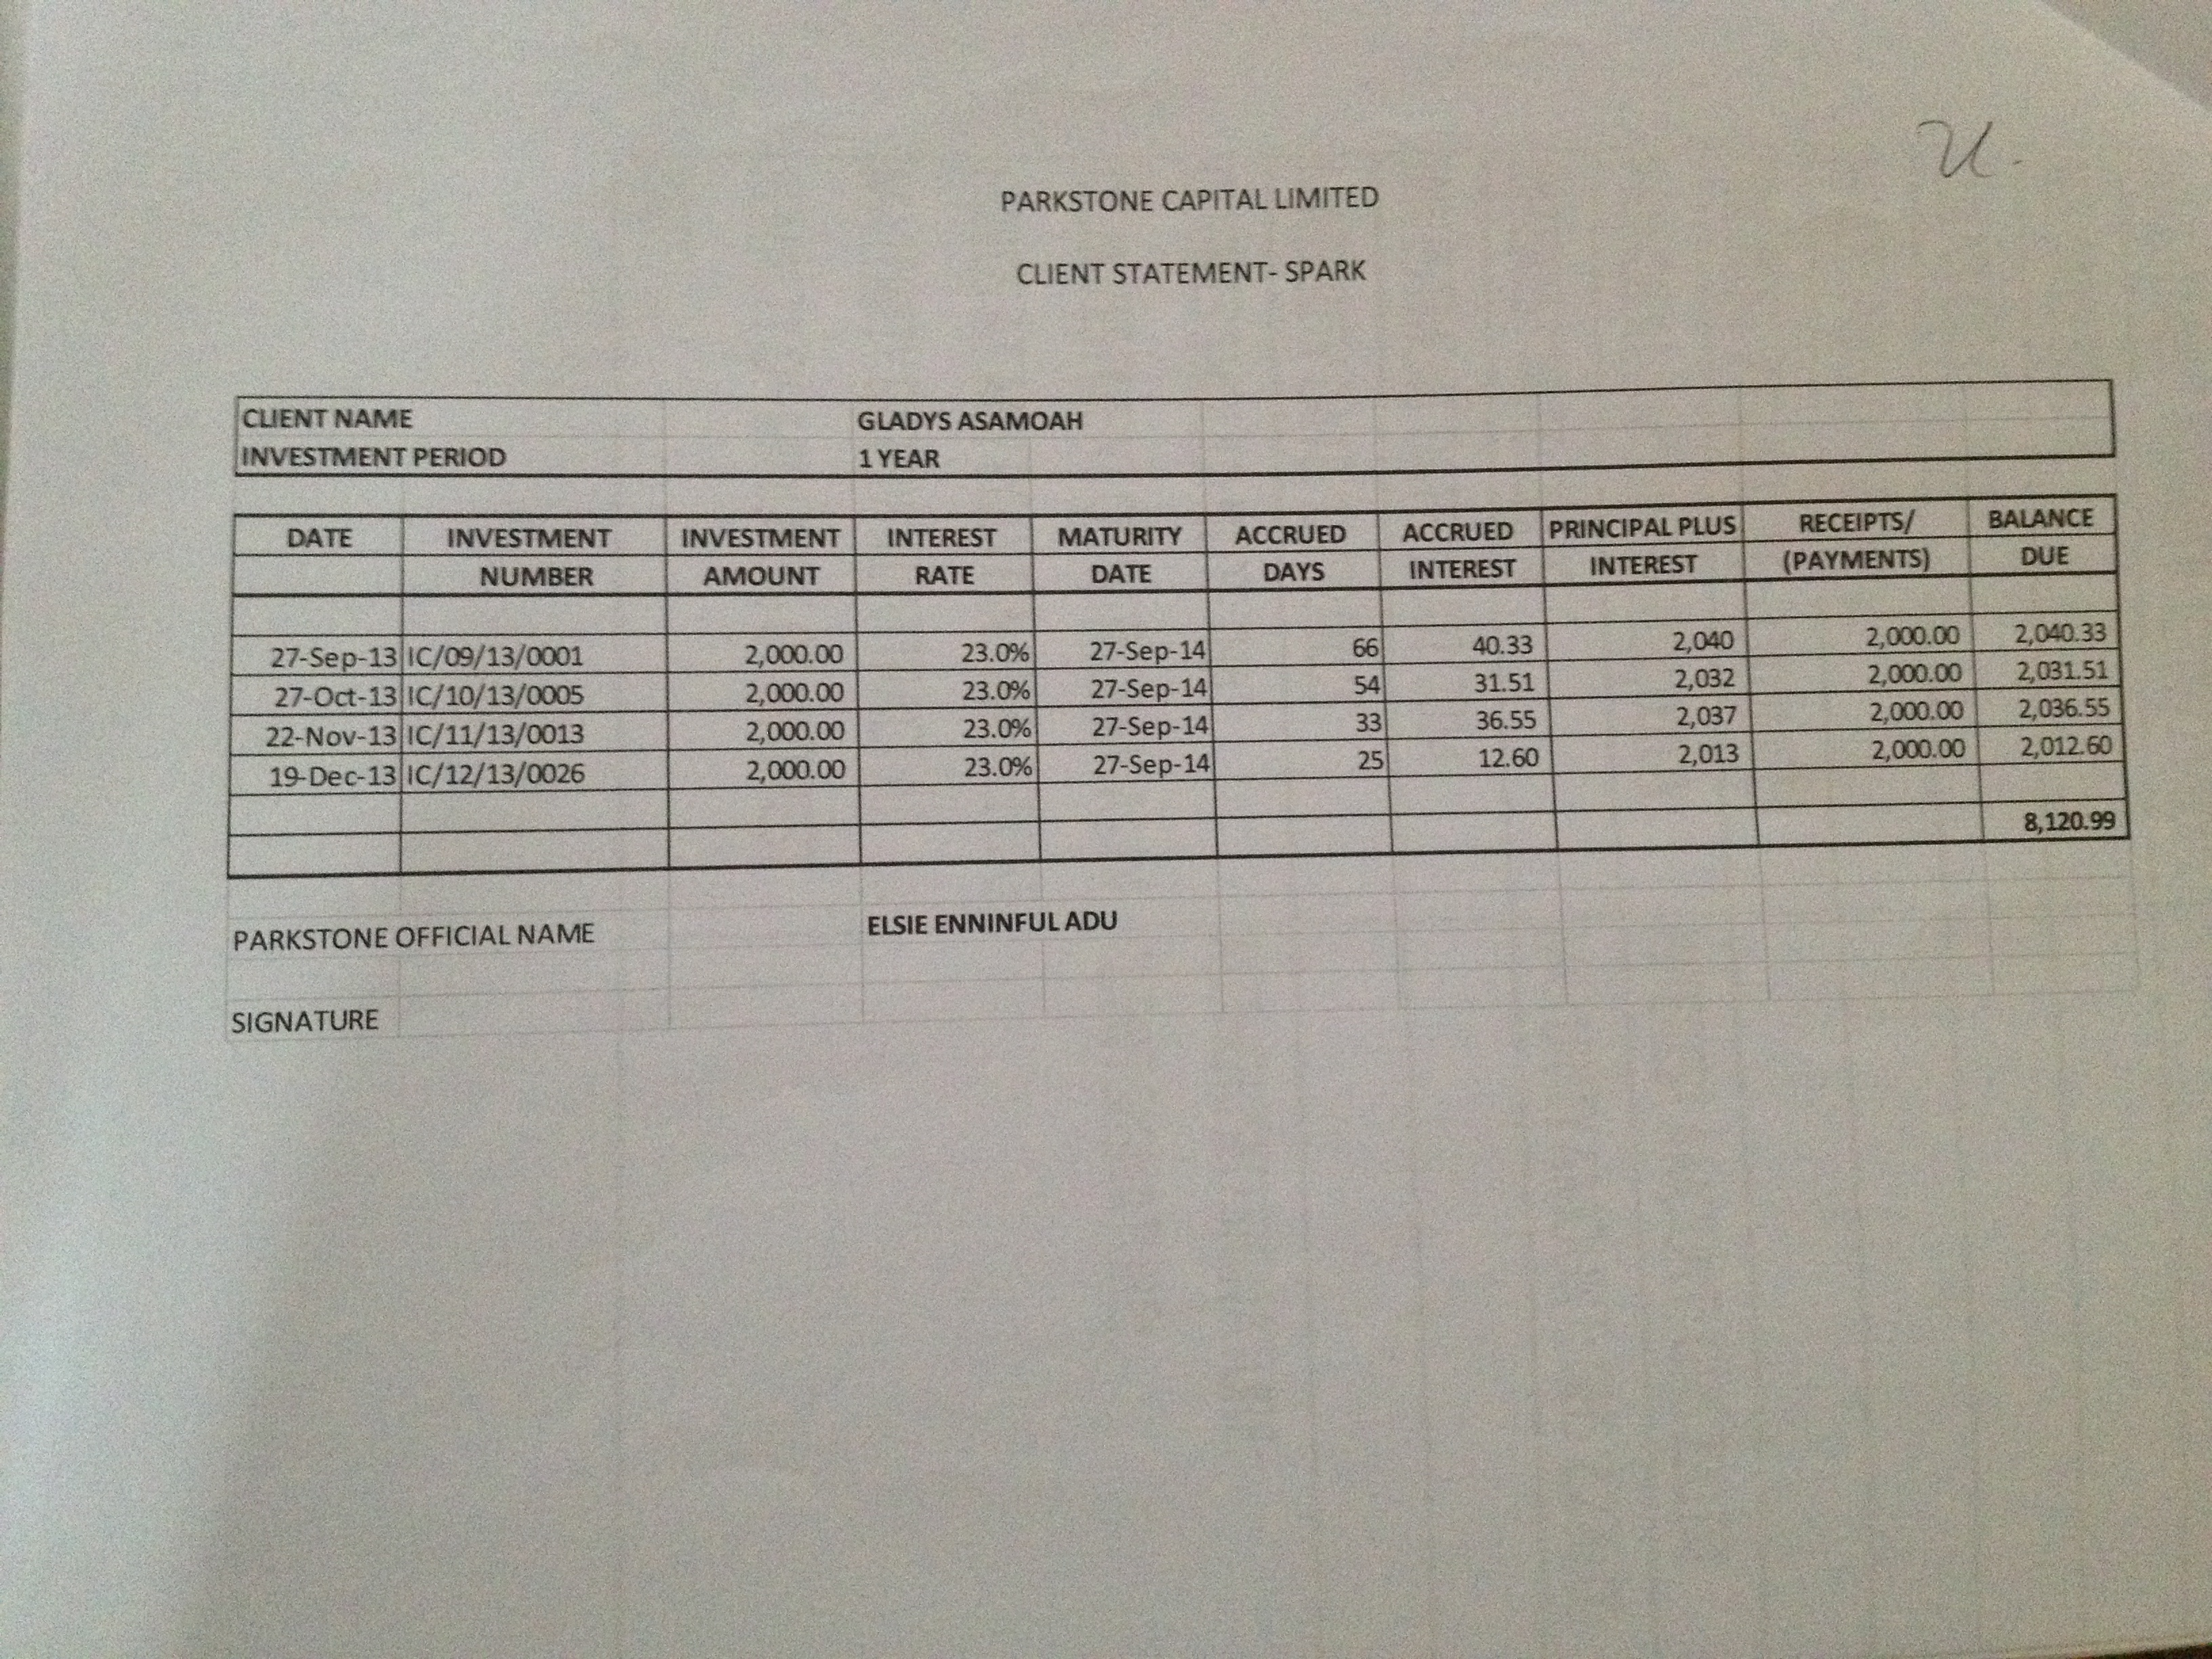 PARKSTONE CAPITAL LIMITED
CLIENT STATEMENT- SPARK
CLIENT NAME GLADYS ASAMOAH
INVESTMENT PERIOD 1 YEAR
DATE INVESTMENT INVESTMENT INTEREST MATURITY ACCRUED ACCRUED PRINCIPAL PLUS RECEIPTS/ BALANCE
NUMBER AMOUNT RATE DATE DAYS INTEREST INTEREST (PAYMENTS) DUE
27-Sep-13 IC/09/13/0001 2,000.00 23.0% 27-Sep-14 66 40.33 2,040 2,000.00 2,040.33
27-Oct-13 IC/10/13/0005 2,000.00 23.0% 27-Sep-14 54 31.51 2,032 2,000.00 2,031.51
22-Nov-13 IC/11/13/0013 2,000.00 23.0% 27-Sep-14 33 36.55 2,037 2,000.00 2,036.55
19-Dec-13 IC/12/13/0026 2,000.00 23.0% 27-Sep-14 25 12.60 2,013 2,000.00 2,012.60
8,120.99
PARKSTONE OFFICIAL NAME ELSIE ENNINFUL ADU
SIGNATURE